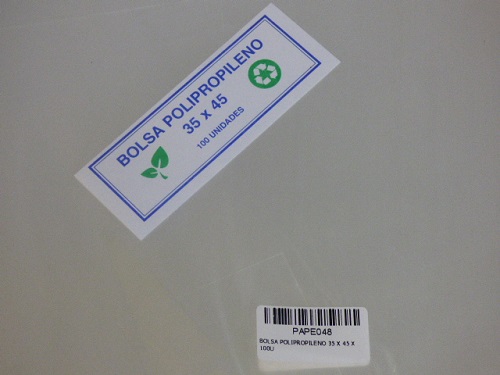 BOLSA POLIPROPILENO
35 X 45
100 UNIDADES
PAPE048
BOLSA POLIPROPILENO 35 X 45 X
100U